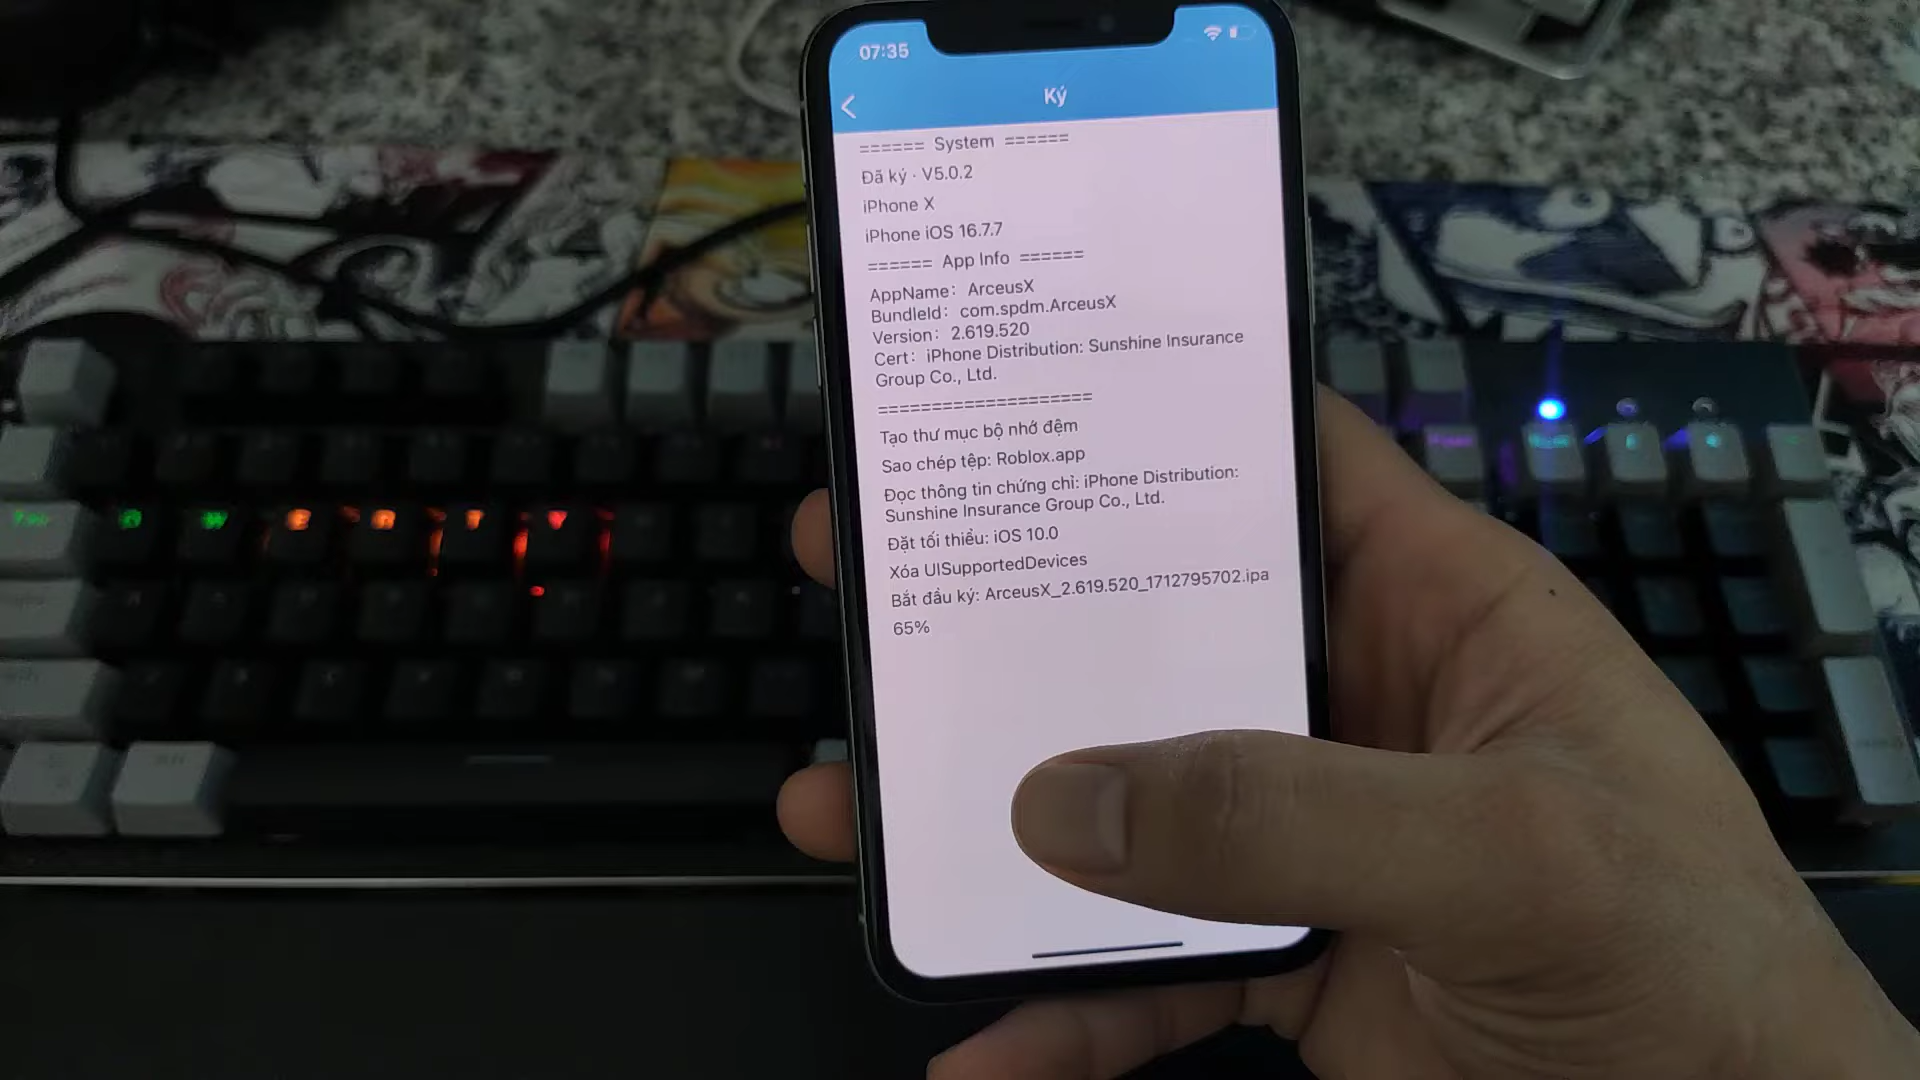 07:35
Ký
====== System ======
Đã ký · V5.0.2
iPhone X
iPhone iOS 16.7.7
====== App Info ======
AppName: ArceusX
BundleId: com.spdm.ArceusX
Version: 2.619.520
Cert: iPhone Distribution: Sunshine Insurance
Group Co., Ltd.
====================
Tạo thư mục bộ nhớ đệm
Sao chép tệp: Roblox.app
Đọc thông tin chứng chỉ: iPhone Distribution:
Sunshine Insurance Group Co., Ltd.
Đặt tối thiểu: iOS 10.0
Xóa UISupportedDevices
Bắt đầu ký: ArceusX_2.619.520_1712795702.ipa
65%